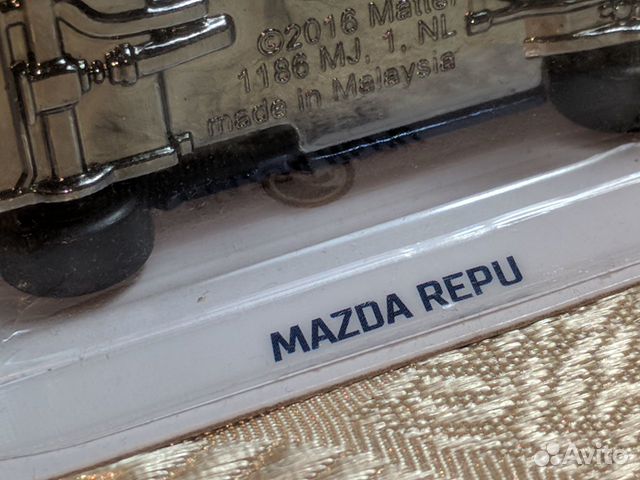 ©2016 Mattel
1186 MJ, 1, NL
made in Malaysia
MAZDA REPU
Avito